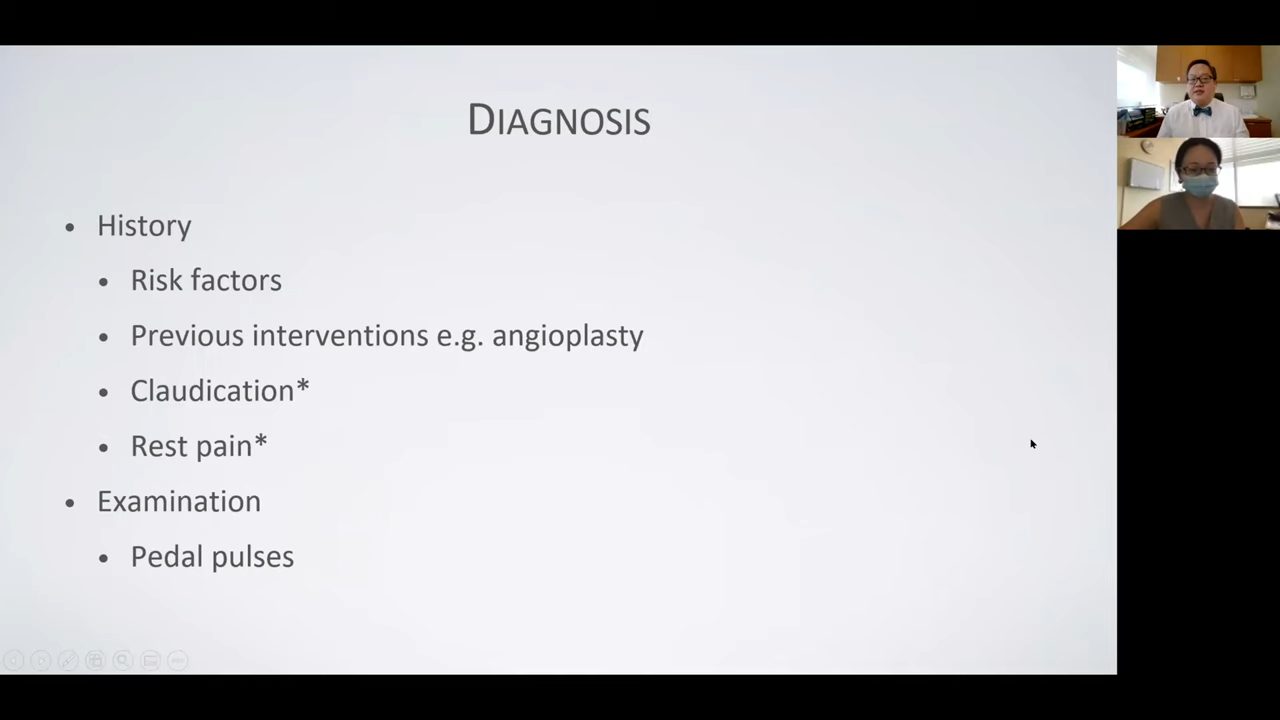 DIAGNOSIS
• History
• Risk factors
• Previous interventions e.g. angioplasty
• Claudication*
• Rest pain*
• Examination
• Pedal pulses